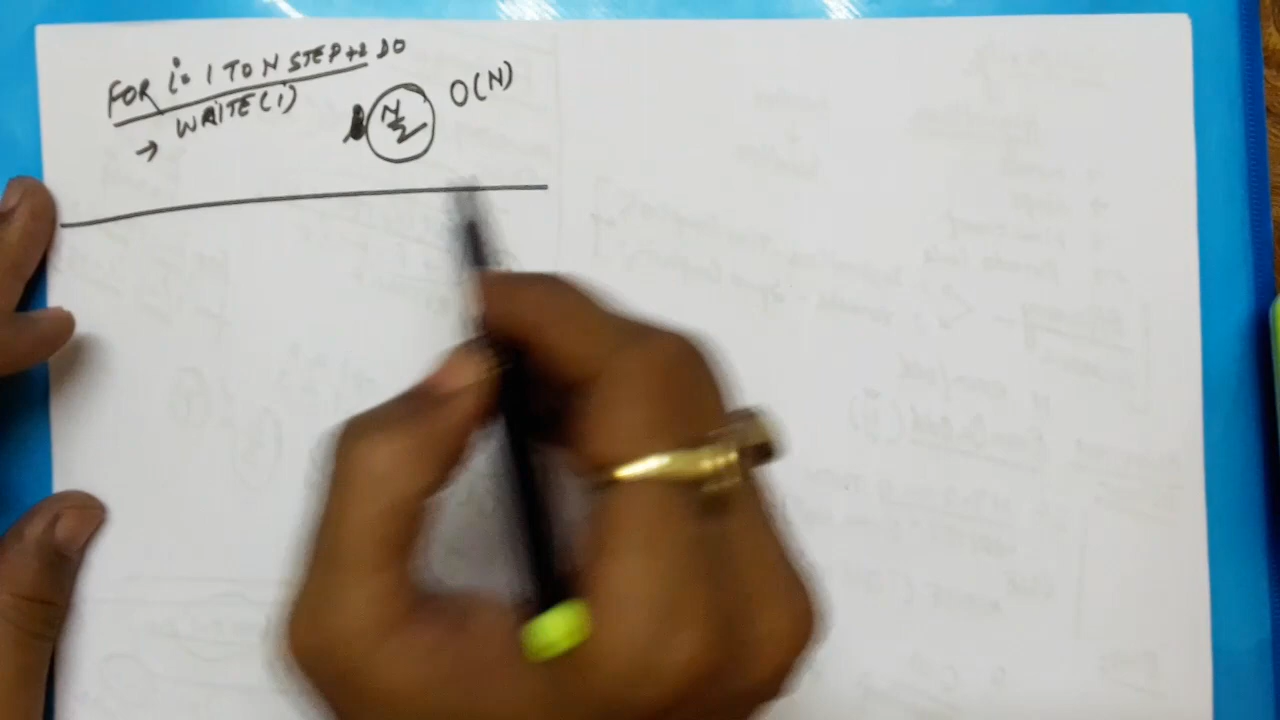 FOR i = 1 TO N STEP+2 DO
WRITE(i)
→ N/2 O(N)